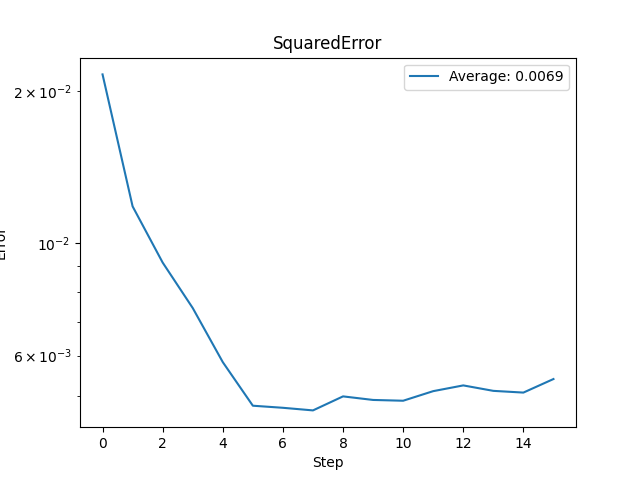 SquaredError
Average: 0.0069
2 × 10⁻²
10⁻²
6 × 10⁻³
Error
0 2 4 6 8 10 12 14
Step